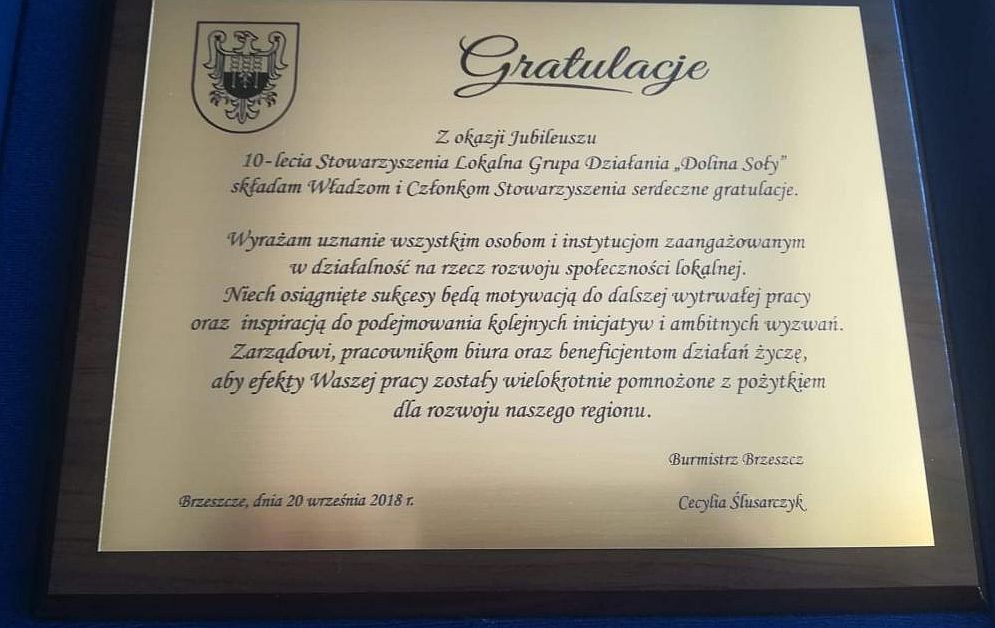 Gratulacje
Z okazji Jubileuszu
10-lecia Stowarzyszenia Lokalna Grupa Działania „Dolina Soły”
składam Władzom i Członkom Stowarzyszenia serdeczne gratulacje.
Wyrażam uznanie wszystkim osobom i instytucjom zaangażowanym
w działalność na rzecz rozwoju społeczności lokalnej.
Niech osiągnięte sukcesy będą motywacją do dalszej wytrwałej pracy
oraz inspiracją do podejmowania kolejnych inicjatyw i ambitnych wyzwań.
Zarządowi, pracownikom biura oraz beneficjentom działań życzę,
aby efekty Waszej pracy zostały wielokrotnie pomnożone z pożytkiem
dla rozwoju naszego regionu.
Burmistrz Brzeszcz
Brzeszcze, dnia 20 września 2018 r.
Cecylia Ślusarczyk